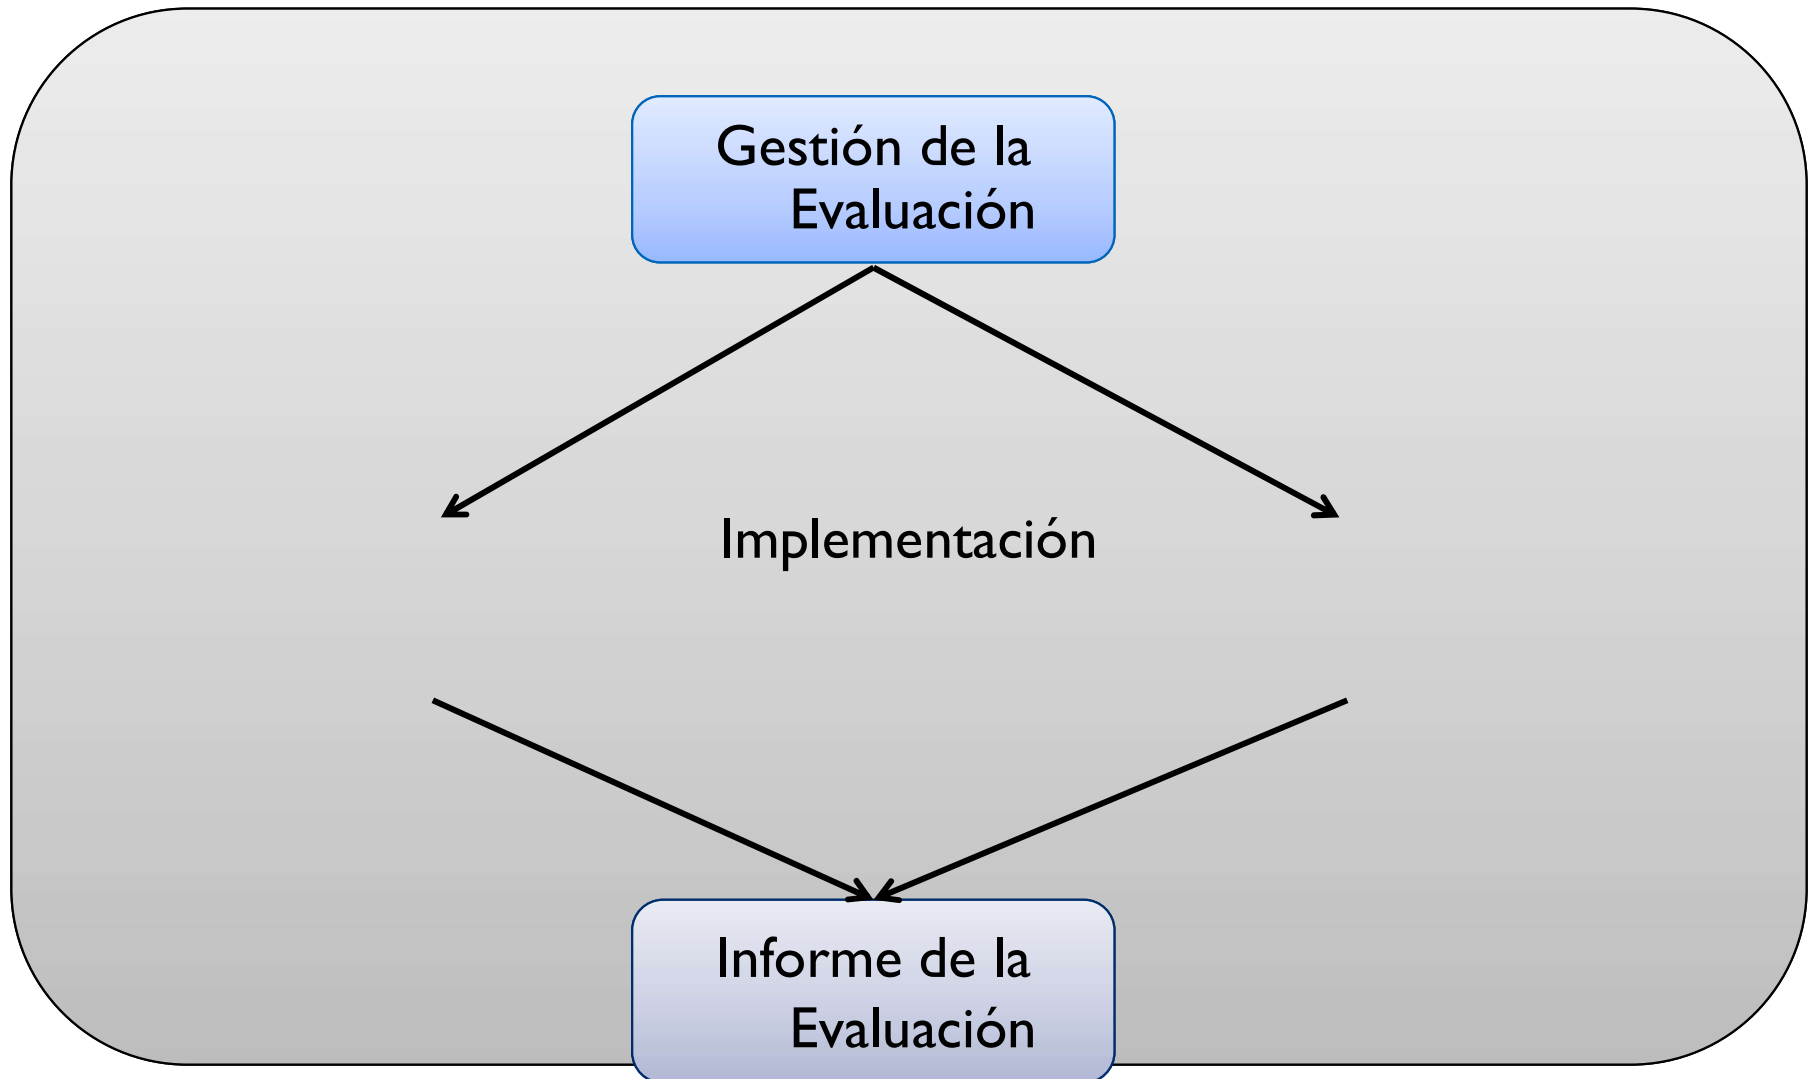 Gestión de la
Evaluación
Implementación
Informe de la
Evaluación